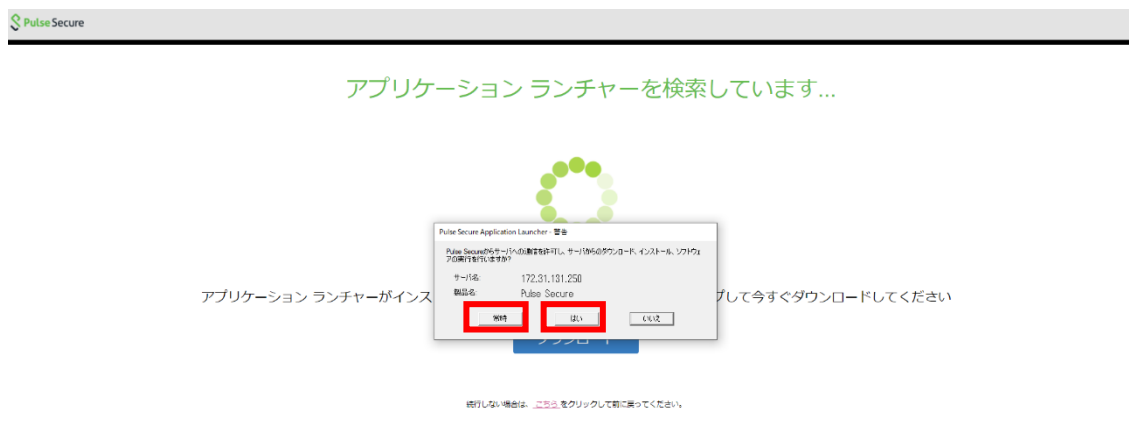 Pulse Secure
アプリケーション ランチャーを検索しています...
Pulse Secure Application Launcher - 警告
Pulse Secureからサーバへの通信を許可し、サーバからのダウンロード、インストール、ソフトウェ
アの実行を行いますか?
サーバ名: 172.31.131.250
製品名: Pulse Secure
アプリケーション ランチャーがインス プして今すぐダウンロードしてください
常時 はい いいえ
ダウンロード
続行しない場合は、こちら をクリックして前に戻ってください。